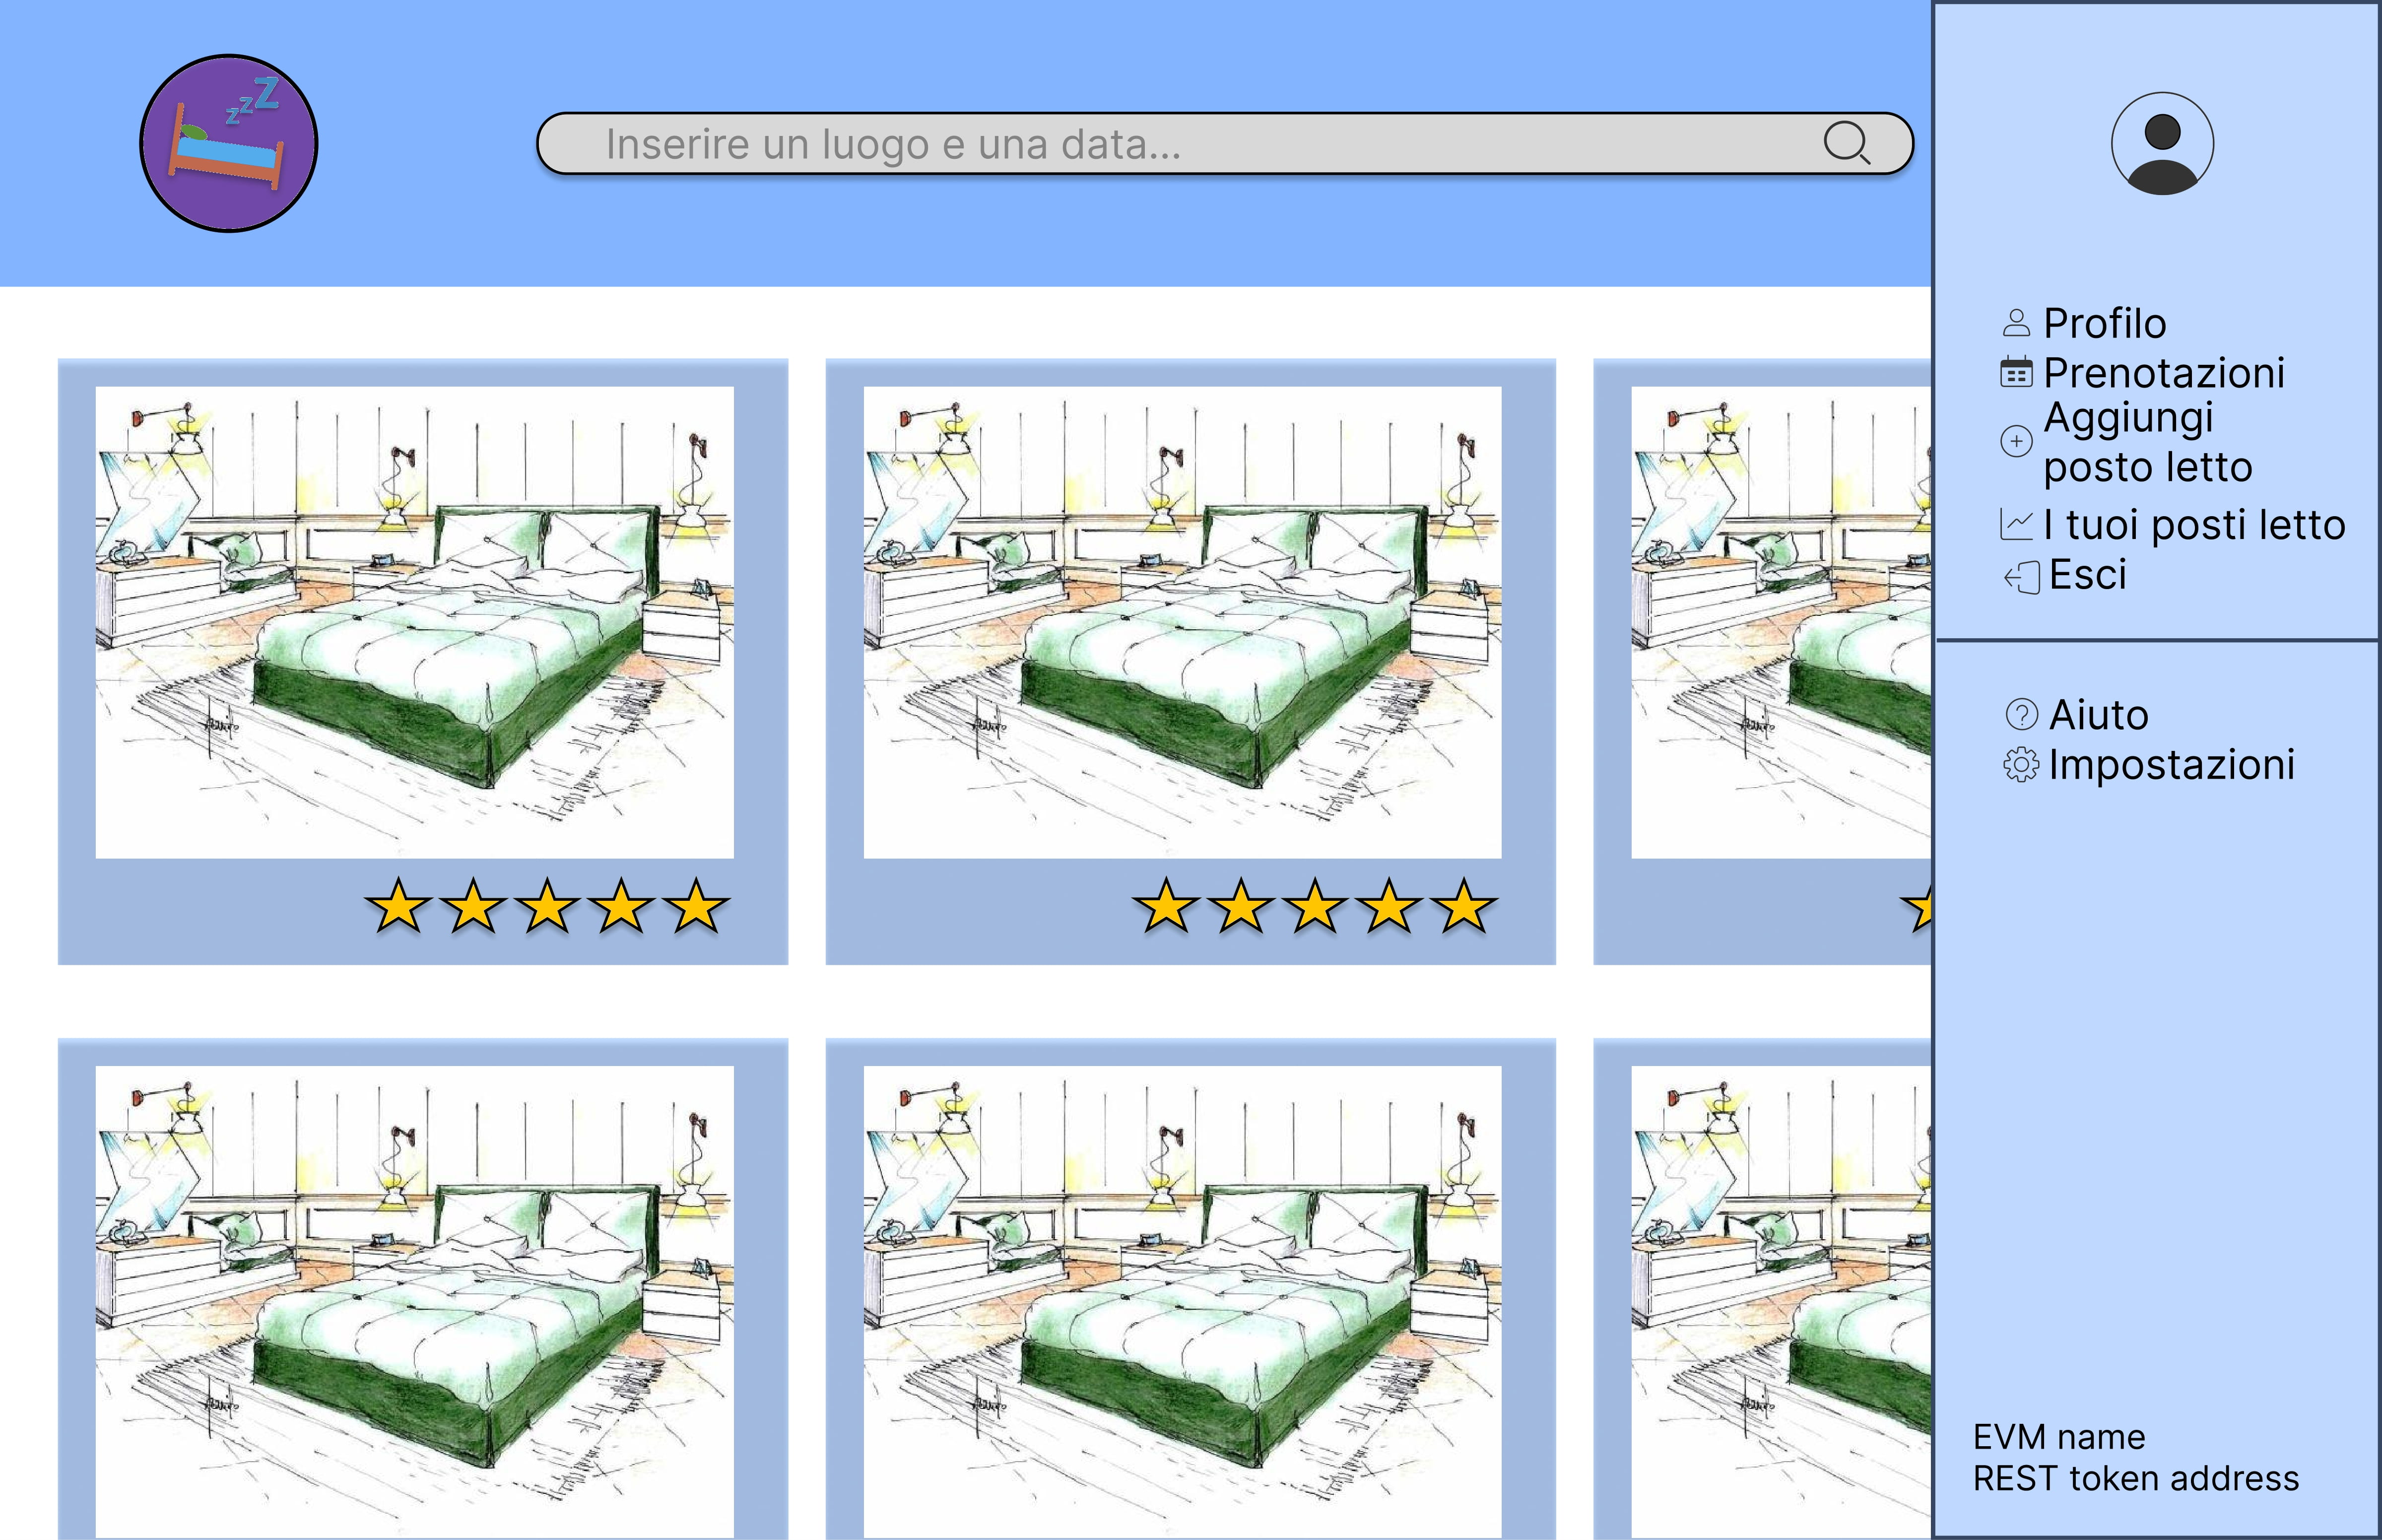 zzZ
Inserire un luogo e una data...
Profilo
Prenotazioni
Aggiungi
posto letto
I tuoi posti letto
Esci
Aiuto
Impostazioni
EVM name
REST token address